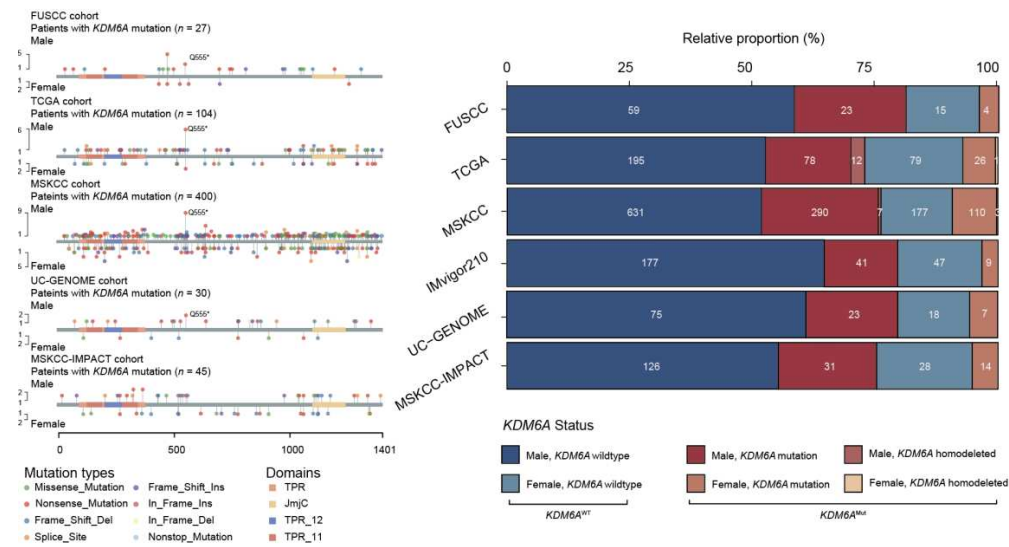 FUSCC cohort
Patients with KDM6A mutation (n = 27)
Male
5
1
Q555*
1
2
Female
TCGA cohort
Patients with KDM6A mutation (n = 104)
Male
6
1
Q555*
1
2
Female
MSKCC cohort
Pateints with KDM6A mutation (n = 400)
Male
9
1
Q555*
1
5
Female
UC-GENOME cohort
Pateints with KDM6A mutation (n = 30)
Male
2
1
Q555*
1
2
Female
MSKCC-IMPACT cohort
Pateints with KDM6A mutation (n = 45)
Male
2
1
1
2
Female
0 500 1000 1401
Mutation types
Missense_Mutation
Nonsense_Mutation
Frame_Shift_Del
Splice_Site
Frame_Shift_Ins
In_Frame_Ins
In_Frame_Del
Nonstop_Mutation
Domains
TPR
JmjC
TPR_12
TPR_11
Relative proportion (%)
0 25 50 75 100
FUSCC 59 23 15 4
TCGA 195 78 12 79 26 1
MSKCC 631 290 7 177 110 3
IMvigor210 177 41 47 9
UC-GENOME 75 23 18 7
MSKCC-IMPACT 126 31 28 14
KDM6A Status
Male, KDM6A wildtype
Male, KDM6A mutation
Male, KDM6A homodeleted
Female, KDM6A wildtype
Female, KDM6A mutation
Female, KDM6A homodeleted
KDM6AWT
KDM6AMut